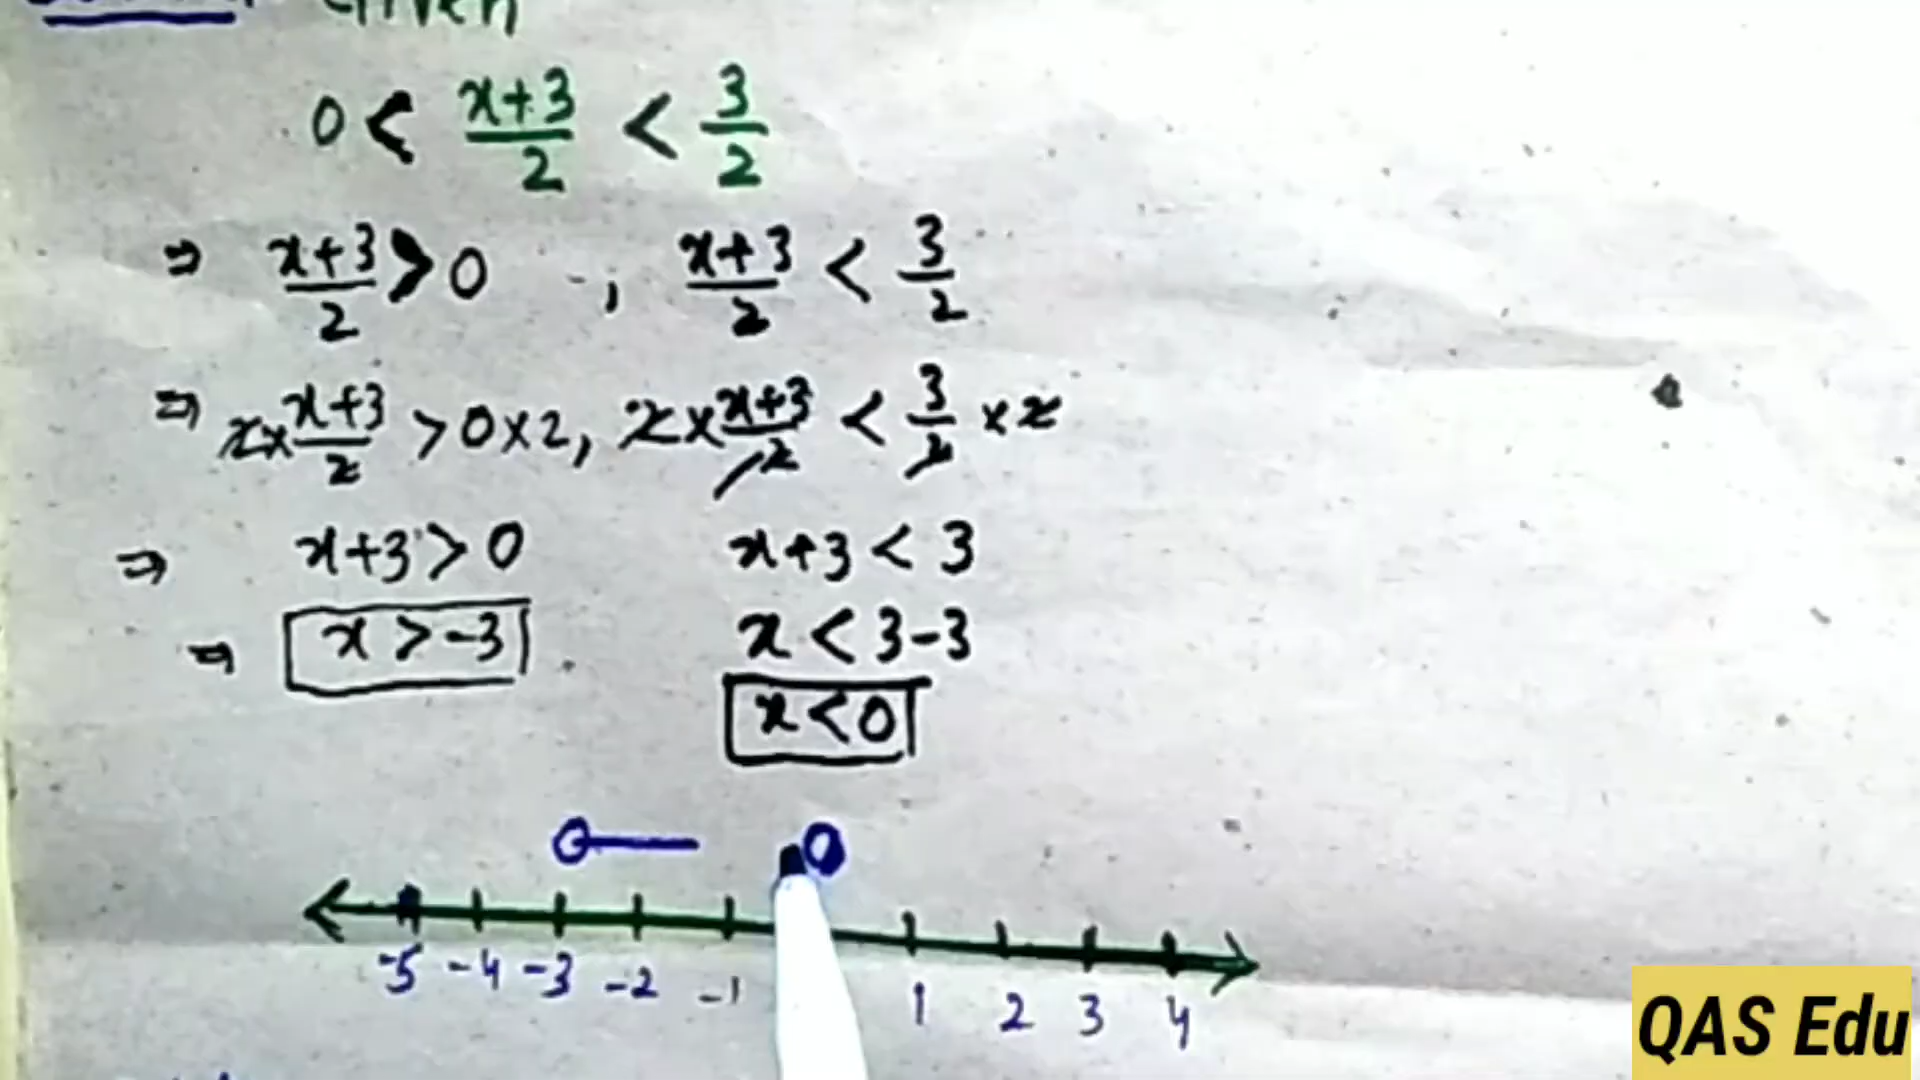 Given
0 < x+3/2 < 3/2
⇒ x+3/2 > 0 , x+3/2 < 3/2
⇒ 2×x+3/2 > 0×2, 2×x+3/2 < 3/2 ×2
⇒ x+3 > 0 x+3 < 3
⇒ x > -3 x < 3-3
x < 0
-5 -4 -3 -2 -1 1 2 3 4
QAS Edu